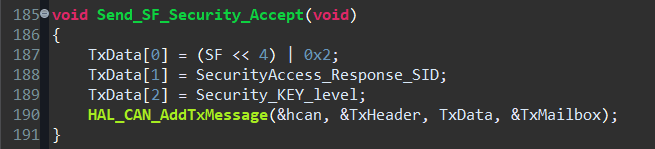 185 void Send_SF_Security_Accept(void)
186 {
187     TxData[0] = (SF << 4) | 0x2;
188     TxData[1] = SecurityAccess_Response_SID;
189     TxData[2] = Security_KEY_level;
190     HAL_CAN_AddTxMessage(&hcan, &TxHeader, TxData, &TxMailbox);
191 }